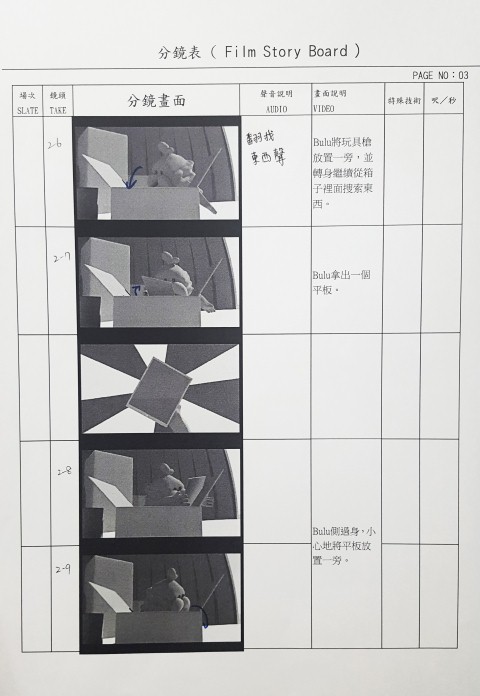 分鏡表 ( Film Story Board )
PAGE NO：03
場次 鏡頭 分鏡畫面 聲音說明 畫面說明 特殊技術 呎／秒
SLATE TAKE AUDIO VIDEO
2-6
翻找
東西聲
Bulu將玩具槍
放置一旁，並
轉身繼續從箱
子裡面搜索東
西。
2-7
Bulu拿出一個
平板。
2-8
Bulu側過身,小
心地將平板放
置一旁。
2-9